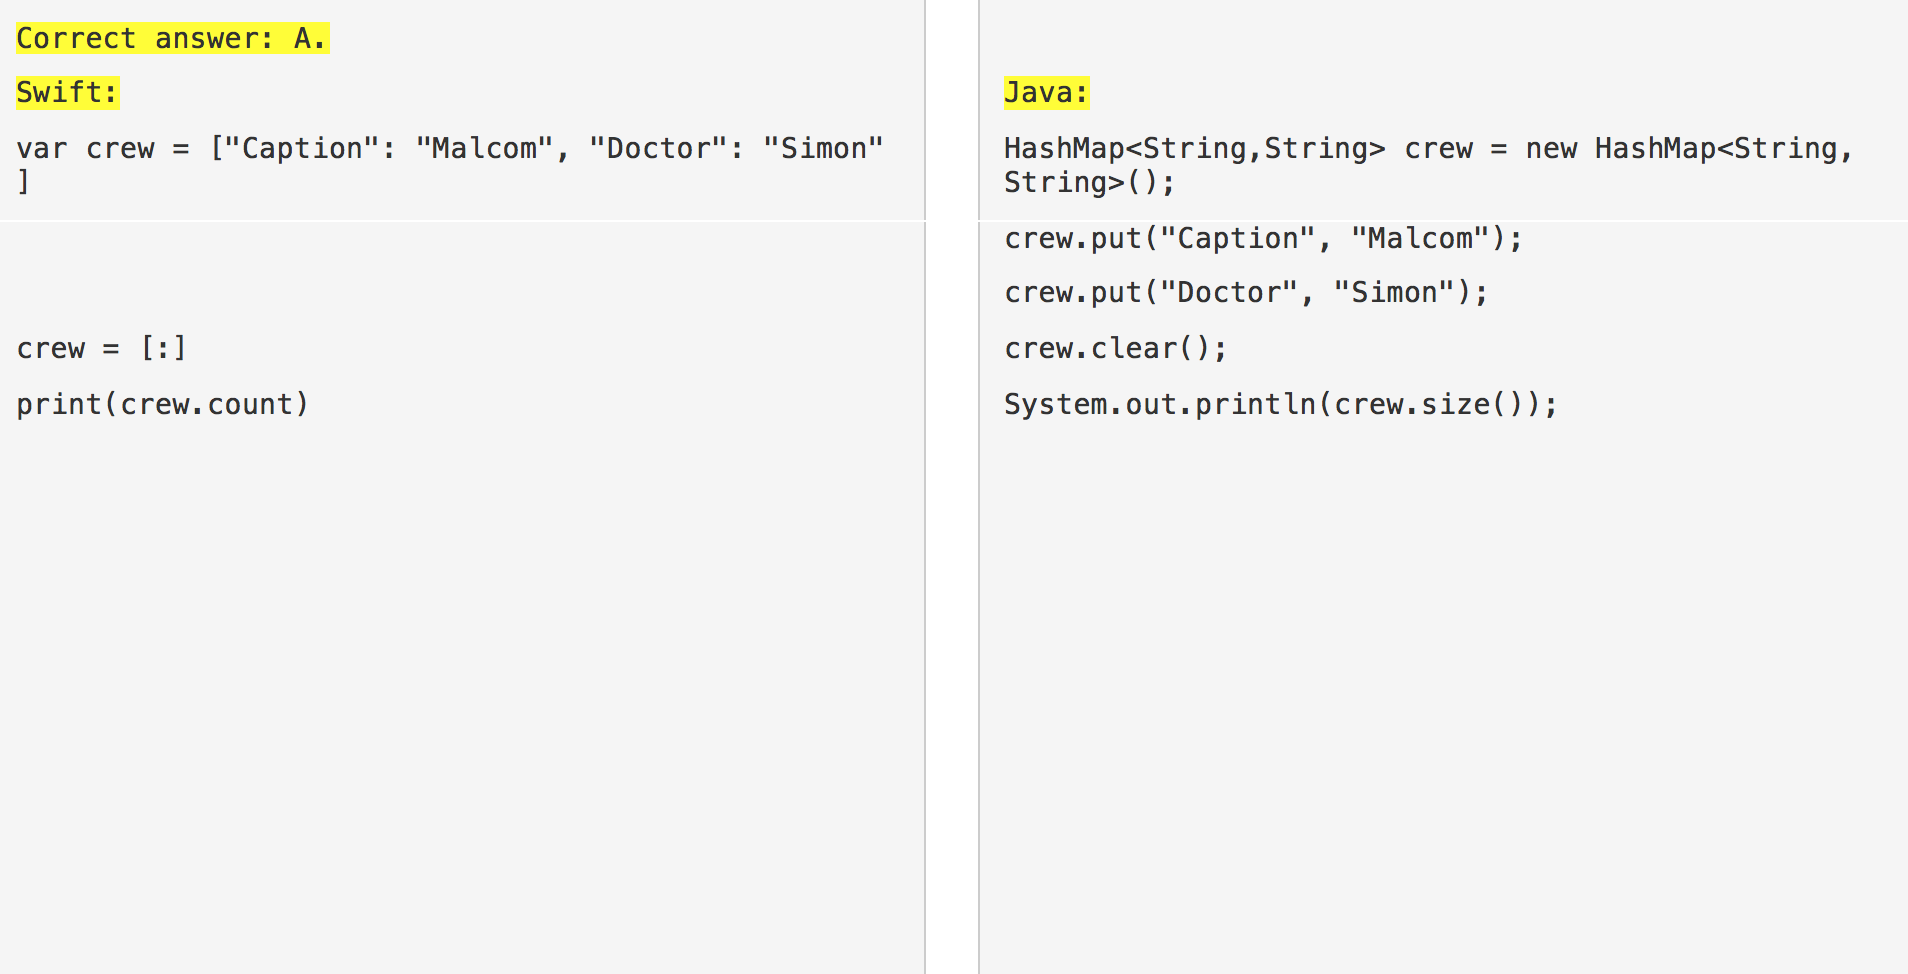 Correct answer: A.
Swift:
var crew = ["Caption": "Malcom", "Doctor": "Simon"
]
crew = [:]
print(crew.count)
Java:
HashMap<String,String> crew = new HashMap<String,
String>();
crew.put("Caption", "Malcom");
crew.put("Doctor", "Simon");
crew.clear();
System.out.println(crew.size());